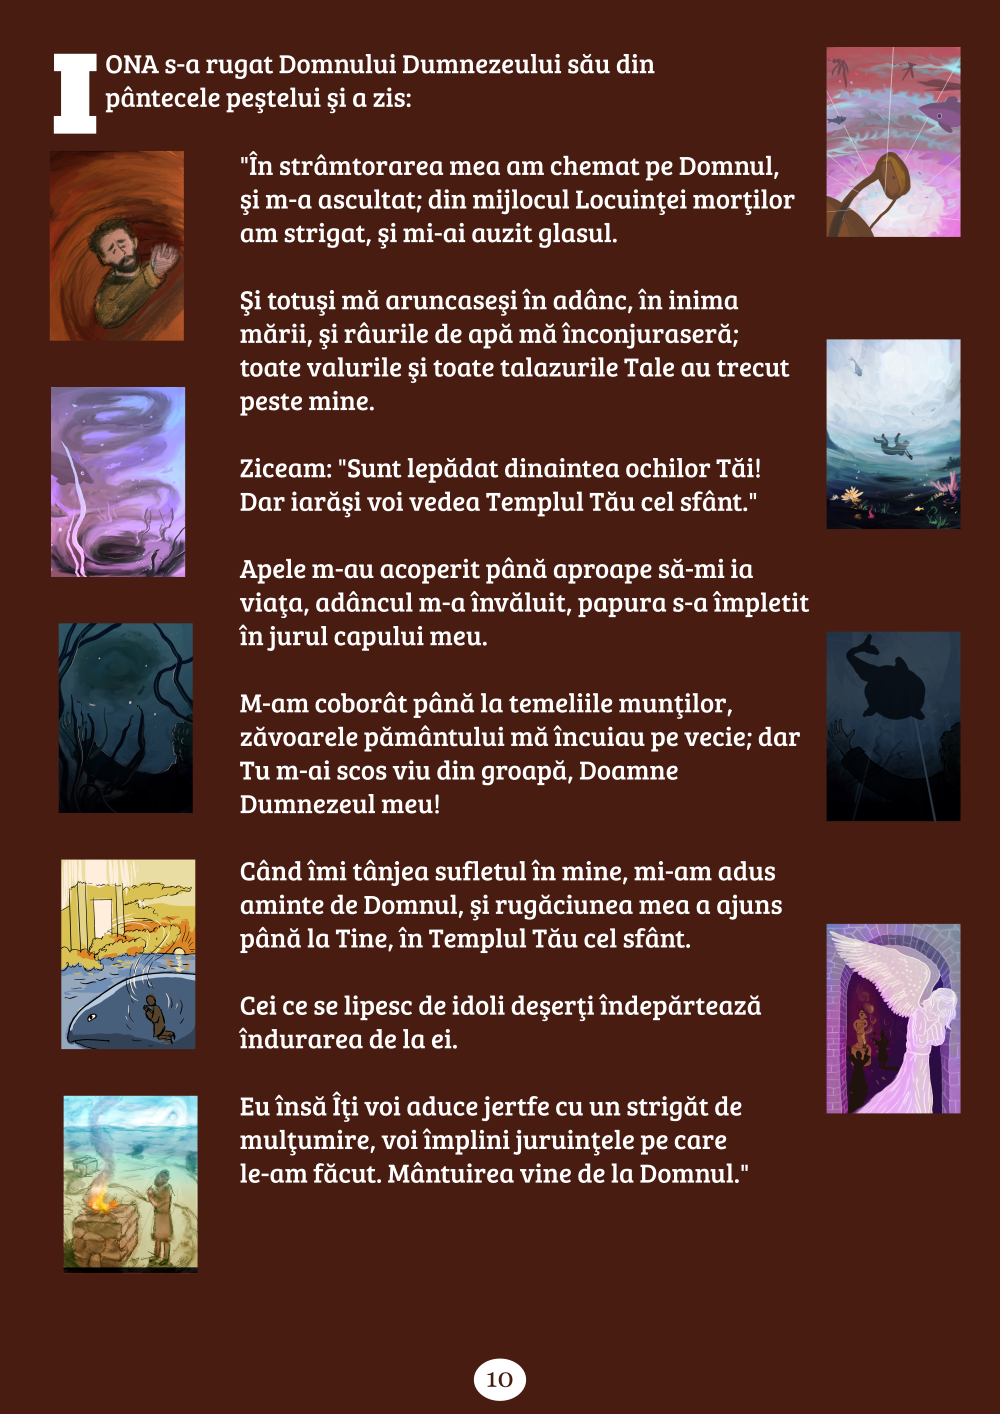 IONA s-a rugat Domnului Dumnezeului său din
pântecele peştelui şi a zis:
"În strâmtorarea mea am chemat pe Domnul,
şi m-a ascultat; din mijlocul Locuinţei morţilor
am strigat, şi mi-ai auzit glasul.
Şi totuşi mă aruncaseşi în adânc, în inima
mării, şi râurile de apă mă înconjuraseră;
toate valurile şi toate talazurile Tale au trecut
peste mine.
Ziceam: "Sunt lepădat dinaintea ochilor Tăi!
Dar iarăşi voi vedea Templul Tău cel sfânt."
Apele m-au acoperit până aproape să-mi ia
viaţa, adâncul m-a învăluit, papura s-a împletit
în jurul capului meu.
M-am coborât până la temeliile munţilor,
zăvoarele pământului mă încuiau pe vecie; dar
Tu m-ai scos viu din groapă, Doamne
Dumnezeul meu!
Când îmi tânjea sufletul în mine, mi-am adus
aminte de Domnul, şi rugăciunea mea a ajuns
până la Tine, în Templul Tău cel sfânt.
Cei ce se lipesc de idoli deşerţi îndepărtează
îndurarea de la ei.
Eu însă Îţi voi aduce jertfe cu un strigăt de
mulţumire, voi împlini juruinţele pe care
le-am făcut. Mântuirea vine de la Domnul."
10